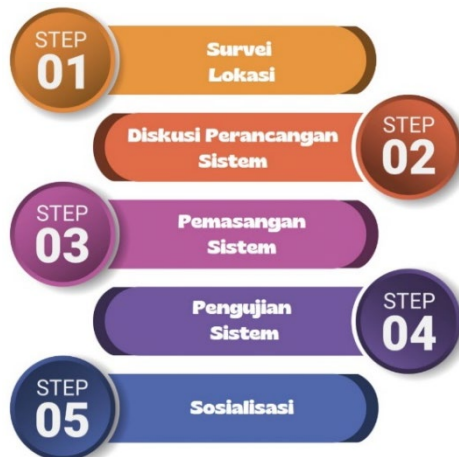 STEP
01
Survei
Lokasi
Diskusi Perancangan
Sistem
STEP
02
STEP
03
Pemasangan
Sistem
Pengujian
Sistem
STEP
04
STEP
05
Sosialisasi